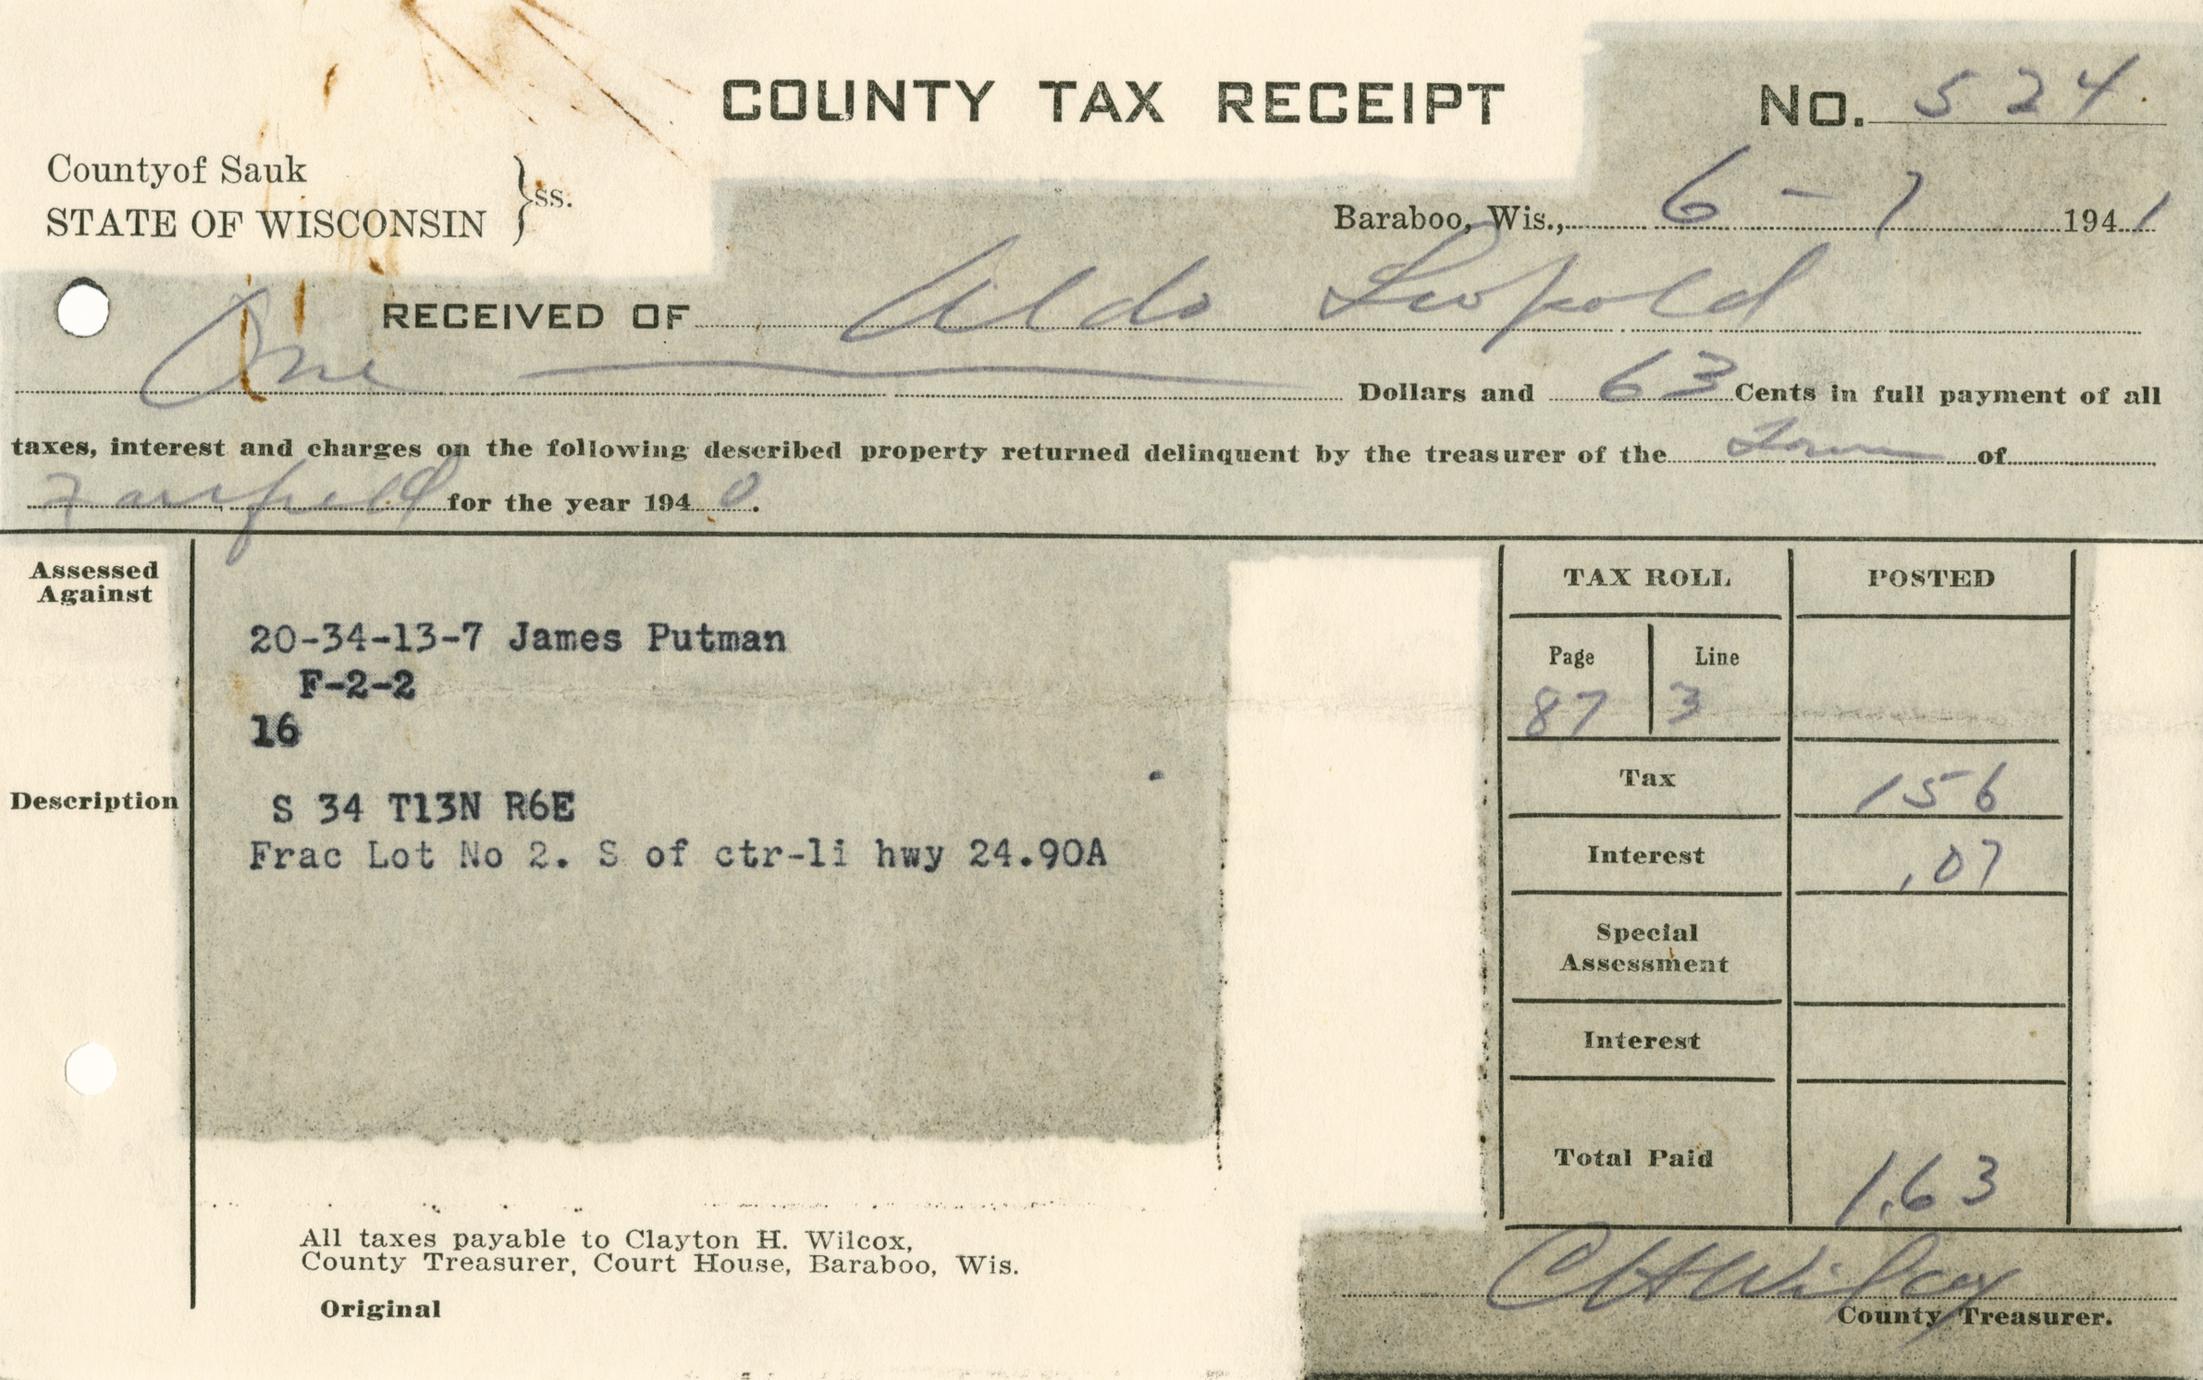 COUNTY TAX RECEIPT
No. 524
Countyof Sauk
STATE OF WISCONSIN } ss.
Baraboo, Wis., 6-7 1941
RECEIVED OF Aldo Leopold
One Dollars and 63 Cents in full payment of all
taxes, interest and charges on the following described property returned delinquent by the treasurer of the Town of
Fairfield for the year 1940.
Assessed
Against
20-34-13-7 James Putman
F-2-2
16
Description
S 34 T13N R6E
Frac Lot No 2. S of ctr-li hwy 24.90A
TAX ROLL POSTED
Page Line
87 3
Tax 156
Interest .07
Special
Assessment
Interest
Total Paid 1.63
All taxes payable to Clayton H. Wilcox,
County Treasurer, Court House, Baraboo, Wis.
Original
CHWilcox
County Treasurer.